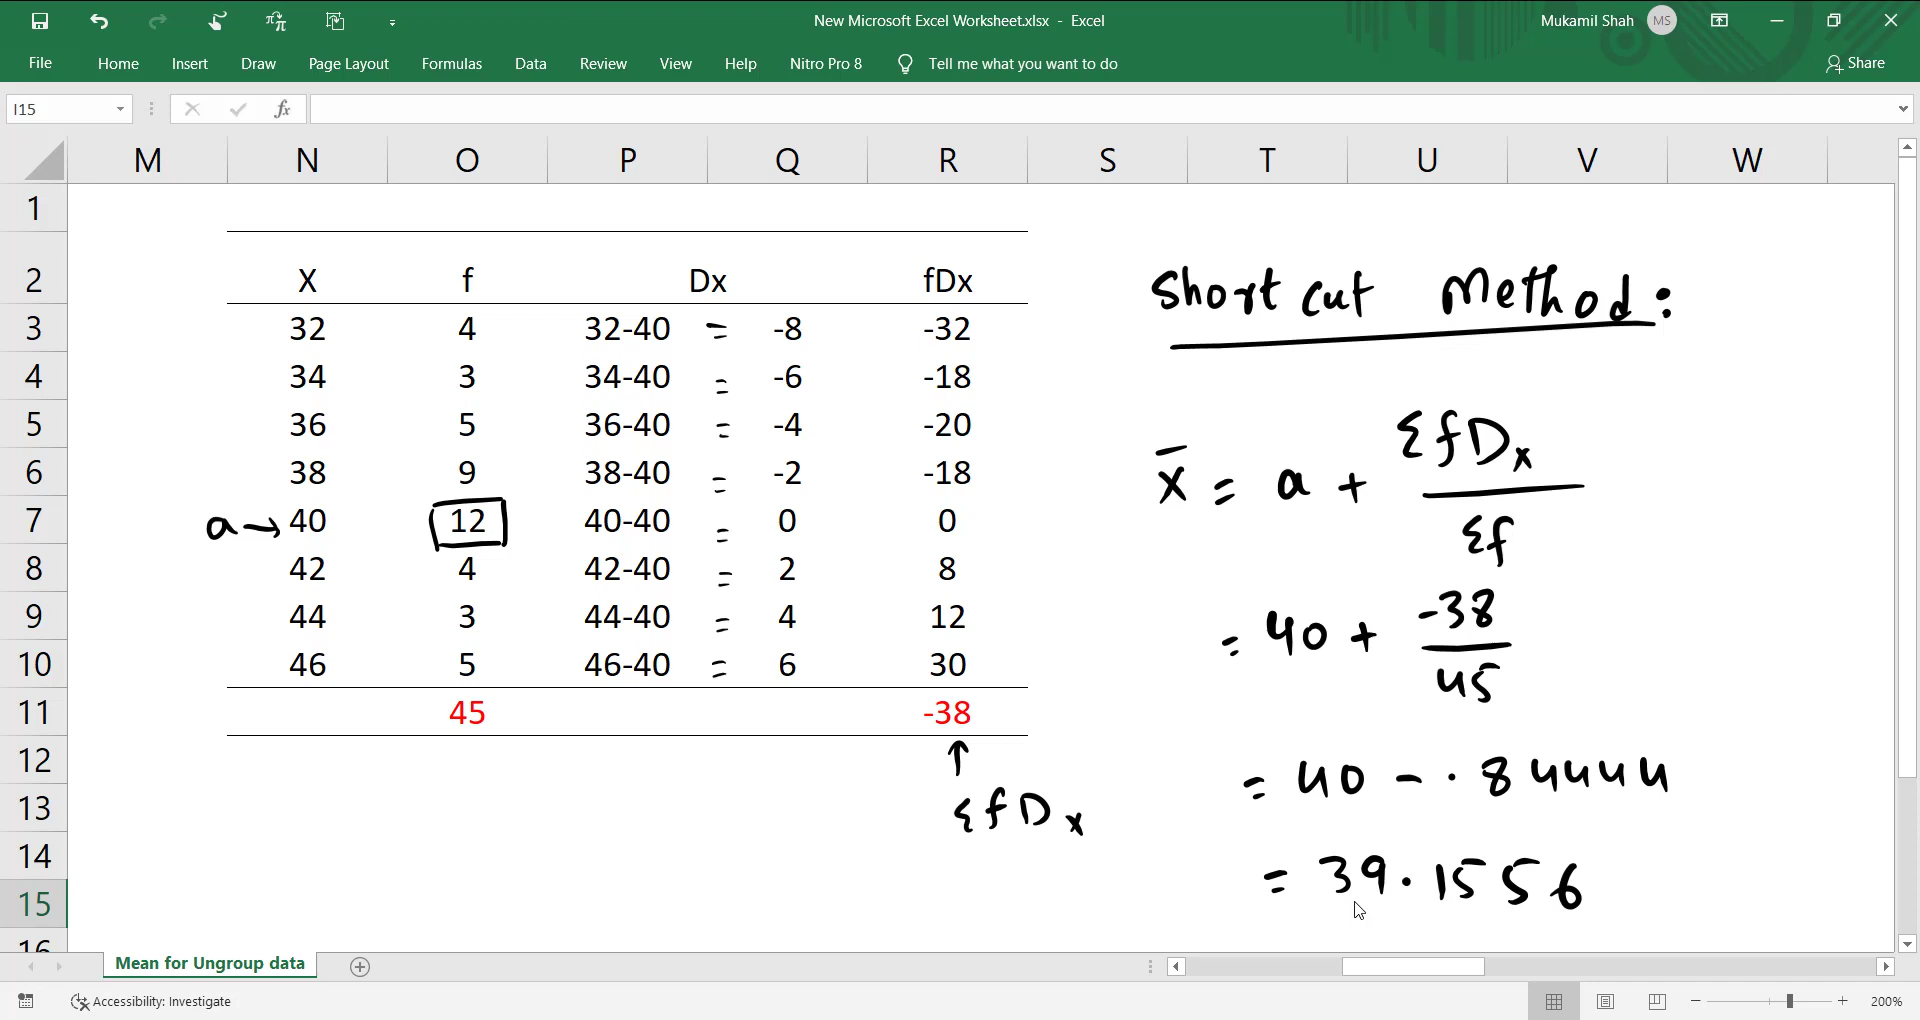 New Microsoft Excel Worksheet.xlsx - Excel
Mukamil Shah MS
File Home Insert Draw Page Layout Formulas Data Review View Help Nitro Pro 8 Tell me what you want to do Share
I15 fx
M N O P Q R S T U V W
1
2 X f Dx fDx
Short cut Method:
3 32 4 32-40 = -8 -32
4 34 3 34-40 = -6 -18
5 36 5 36-40 = -4 -20
6 38 9 38-40 = -2 -18
7 a → 40 12 40-40 = 0 0
8 42 4 42-40 = 2 8
9 44 3 44-40 = 4 12
10 46 5 46-40 = 6 30
11 45 -38
12 ↑
13 ΣfDx
14
15
16
x̄ = a + ΣfDx / Σf
= 40 + -38 / 45
= 40 - .84444
= 39.1556
Mean for Ungroup data
Accessibility: Investigate 200%